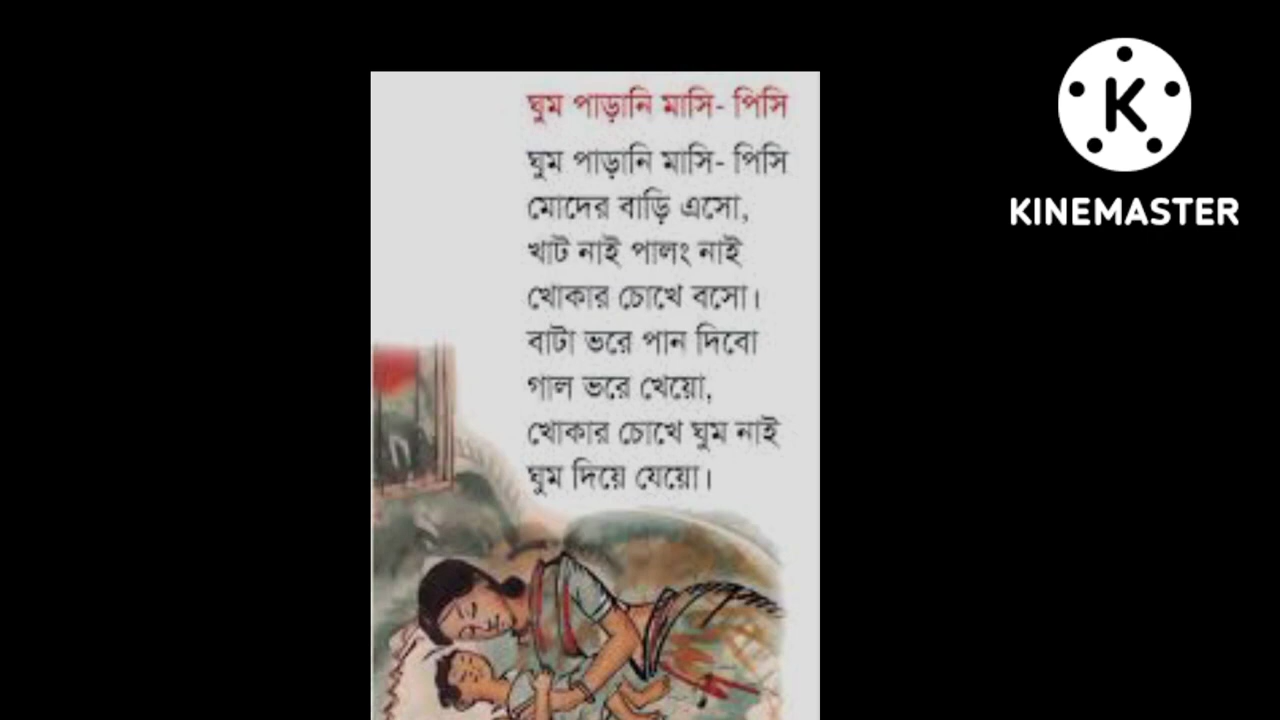 ঘুম পাড়ানি মাসি- পিসি
ঘুম পাড়ানি মাসি- পিসি
মোদের বাড়ি এসো,
খাট নাই পালং নাই
খোকার চোখে বসো।
বাটা ভরে পান দিবো
গাল ভরে খেয়ো,
খোকার চোখে ঘুম নাই
ঘুম দিয়ে যেয়ো।
K
KINEMASTER